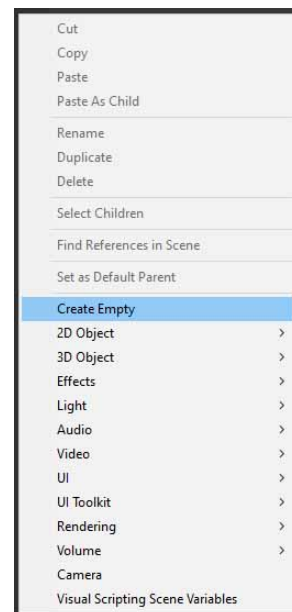 Cut
Copy
Paste
Paste As Child
Rename
Duplicate
Delete
Select Children
Find References in Scene
Set as Default Parent
Create Empty
2D Object
3D Object
Effects
Light
Audio
Video
UI
UI Toolkit
Rendering
Volume
Camera
Visual Scripting Scene Variables